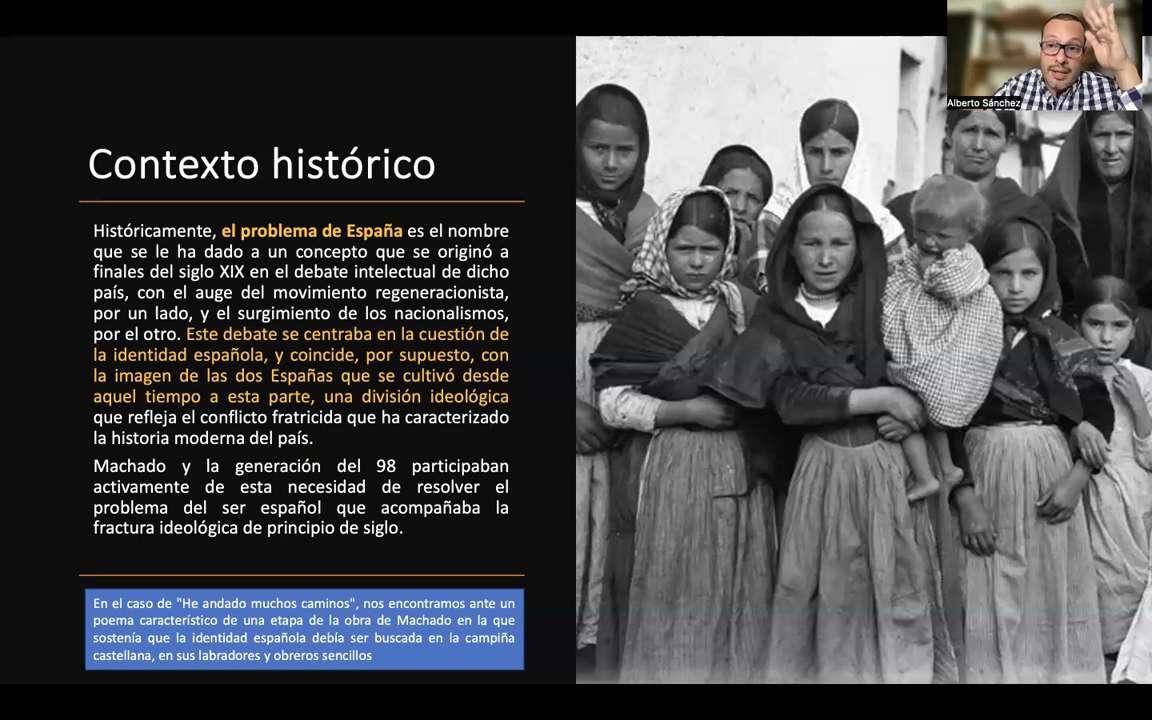 Alberto Sánchez
Contexto histórico
Históricamente, el problema de España es el nombre
que se le ha dado a un concepto que se originó a
finales del siglo XIX en el debate intelectual de dicho
país, con el auge del movimiento regeneracionista,
por un lado, y el surgimiento de los nacionalismos,
por el otro. Este debate se centraba en la cuestión de
la identidad española, y coincide, por supuesto, con
la imagen de las dos Españas que se cultivó desde
aquel tiempo a esta parte, una división ideológica
que refleja el conflicto fratricida que ha caracterizado
la historia moderna del país.
Machado y la generación del 98 participaban
activamente de esta necesidad de resolver el
problema del ser español que acompañaba la
fractura ideológica de principio de siglo.
En el caso de "He andado muchos caminos", nos encontramos ante un
poema característico de una etapa de la obra de Machado en la que
sostenía que la identidad española debía ser buscada en la campiña
castellana, en sus labradores y obreros sencillos